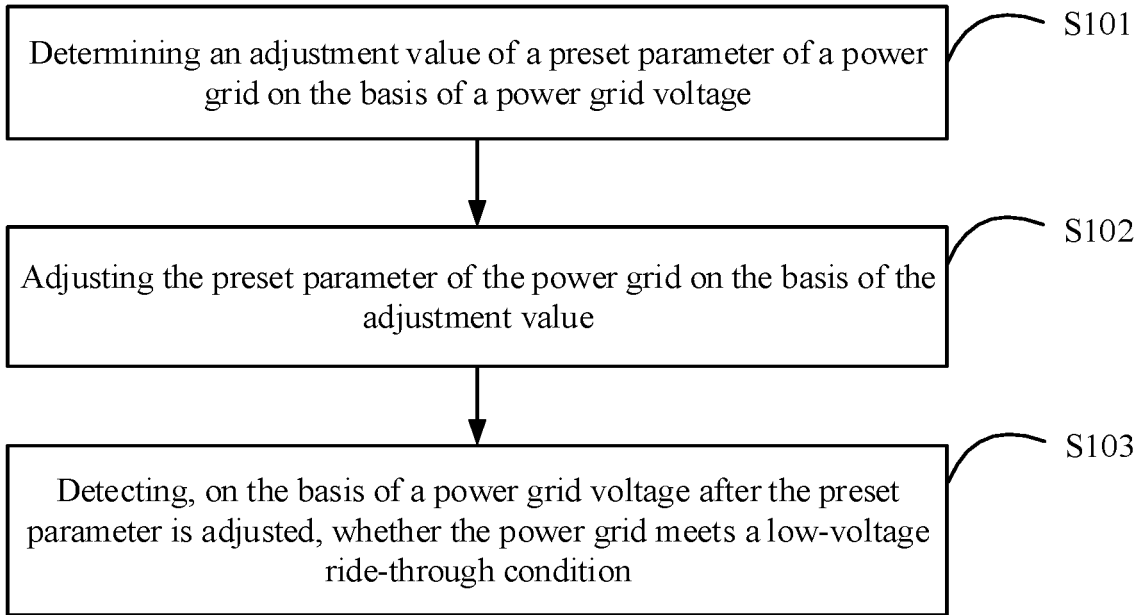 S101
Determining an adjustment value of a preset parameter of a power
grid on the basis of a power grid voltage
S102
Adjusting the preset parameter of the power grid on the basis of the
adjustment value
S103
Detecting, on the basis of a power grid voltage after the preset
parameter is adjusted, whether the power grid meets a low-voltage
ride-through condition